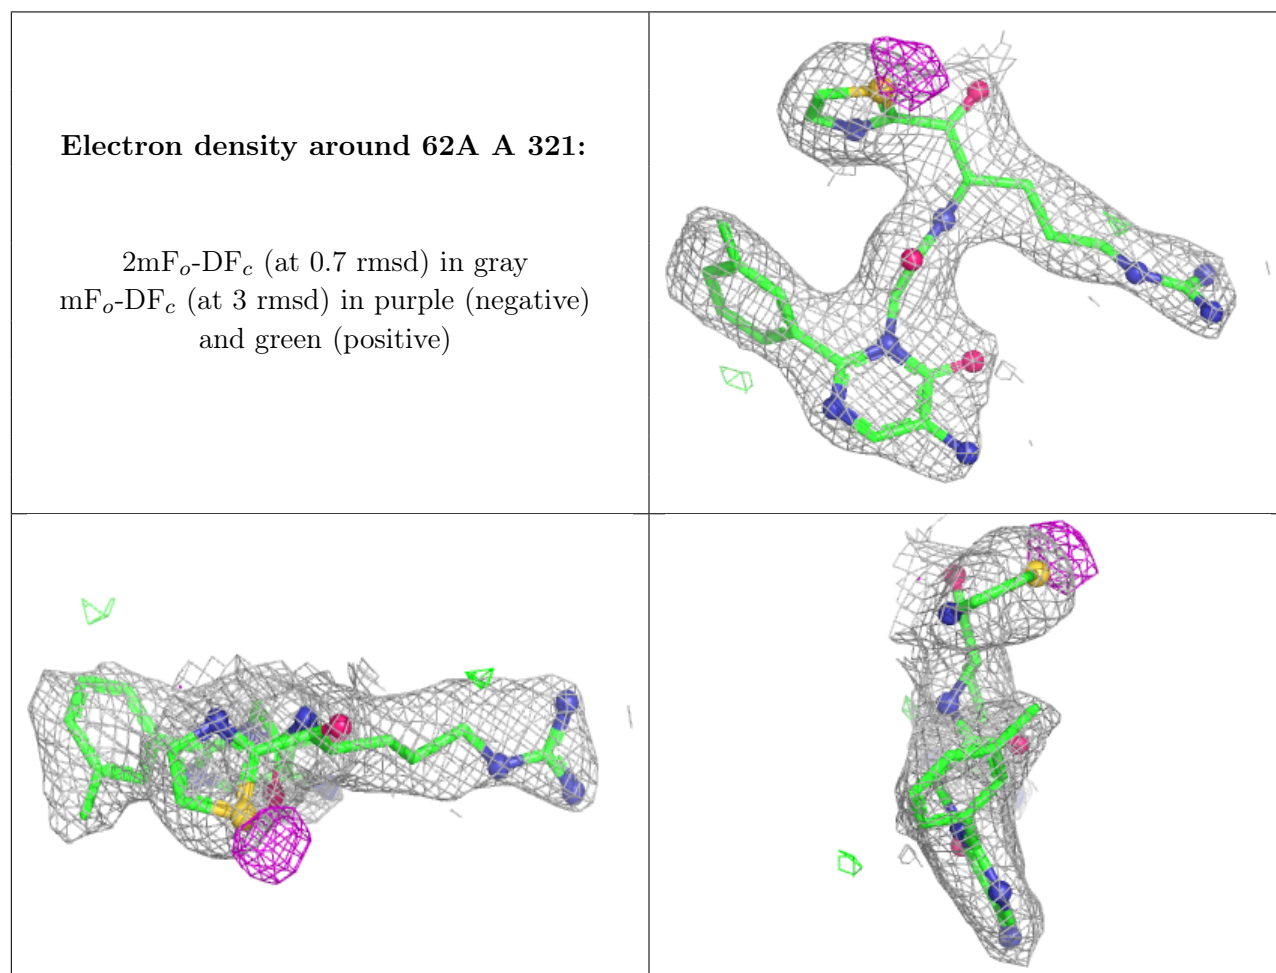 Electron density around 62A A 321:
2mFo-DFc (at 0.7 rmsd) in gray
mFo-DFc (at 3 rmsd) in purple (negative)
and green (positive)